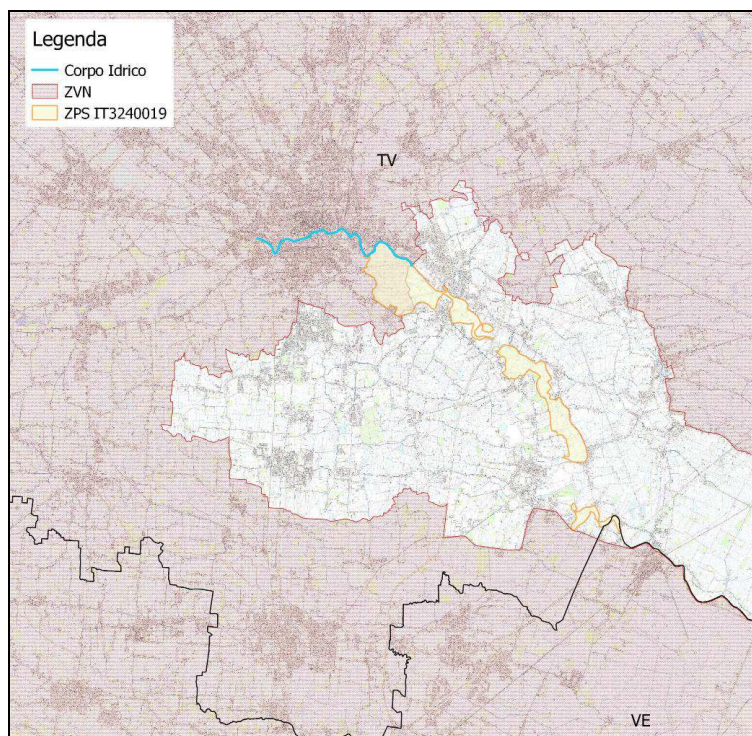 Legenda
Corpo Idrico
ZVN
ZPS IT3240019
TV
VE